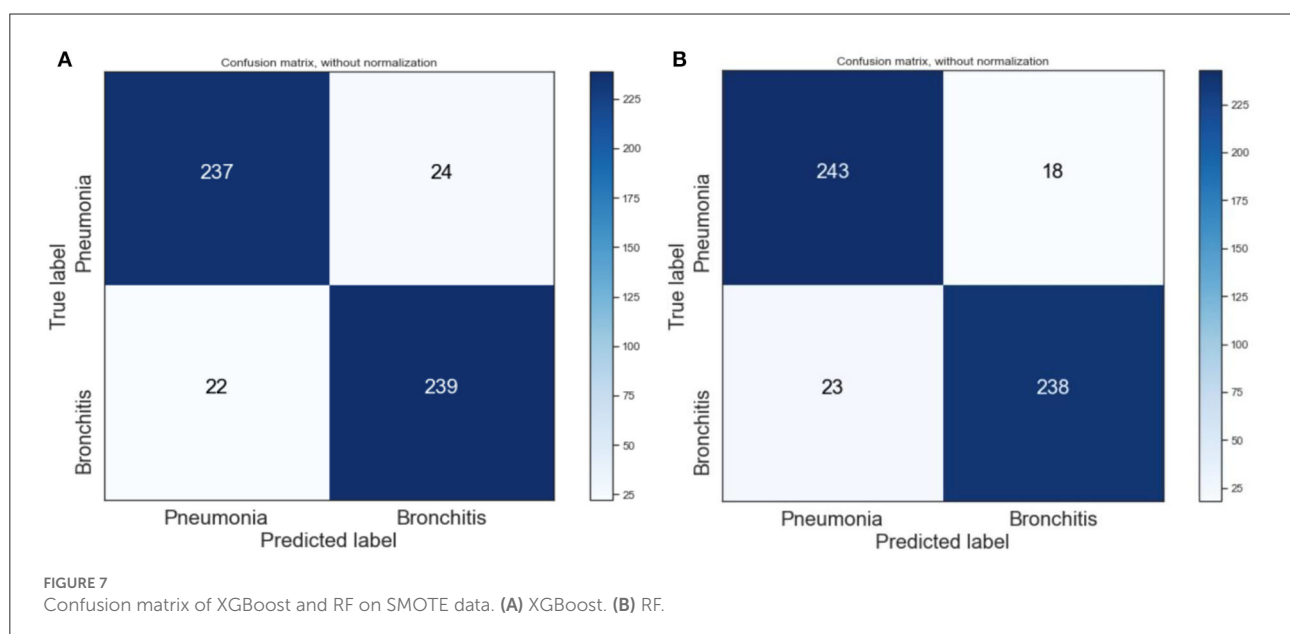 A
Confusion matrix, without normalization
True label
Pneumonia
Bronchitis
237
24
22
239
Pneumonia
Bronchitis
Predicted label
225
200
175
150
125
100
75
50
25
B
Confusion matrix, without normalization
True label
Pneumonia
Bronchitis
243
18
23
238
Pneumonia
Bronchitis
Predicted label
225
200
175
150
125
100
75
50
25
FIGURE 7
Confusion matrix of XGBoost and RF on SMOTE data. (A) XGBoost. (B) RF.